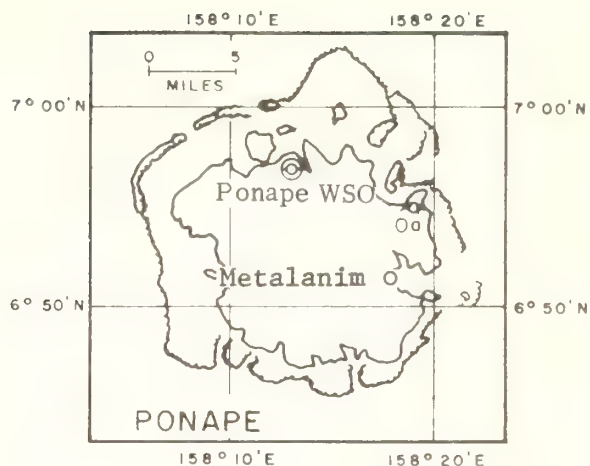 158° 10' E 158° 20' E
0 5
MILES
7° 00'N 7° 00'N
Ponape WSO
Oa
Metalanim
6° 50'N 6° 50'N
PONAPE
158° 10' E 158° 20' E